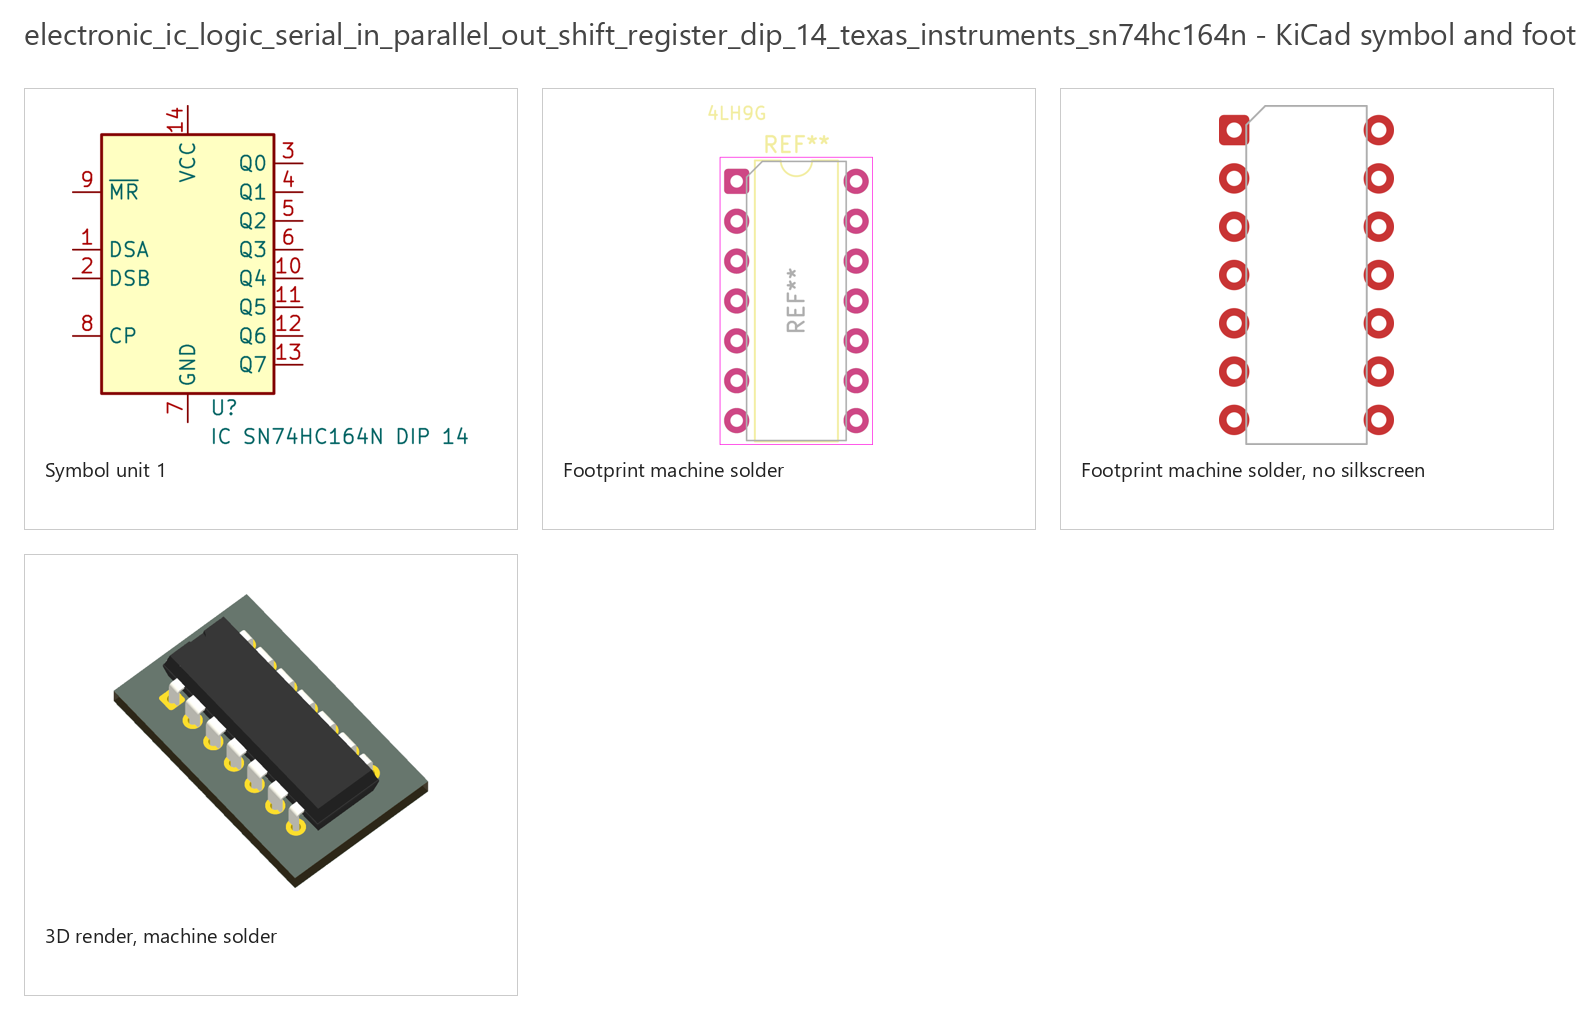 electronic_ic_logic_serial_in_parallel_out_shift_register_dip_14_texas_instruments_sn74hc164n - KiCad symbol and foot
14
VCC
9
MR
1
DSA
2
DSB
8
CP
Q0
3
Q1
4
Q2
5
Q3
6
Q4
10
Q5
11
Q6
12
Q7
13
GND
7
U?
IC SN74HC164N DIP 14
Symbol unit 1
4LH9G
REF**
REF**
Footprint machine solder
Footprint machine solder, no silkscreen
3D render, machine solder